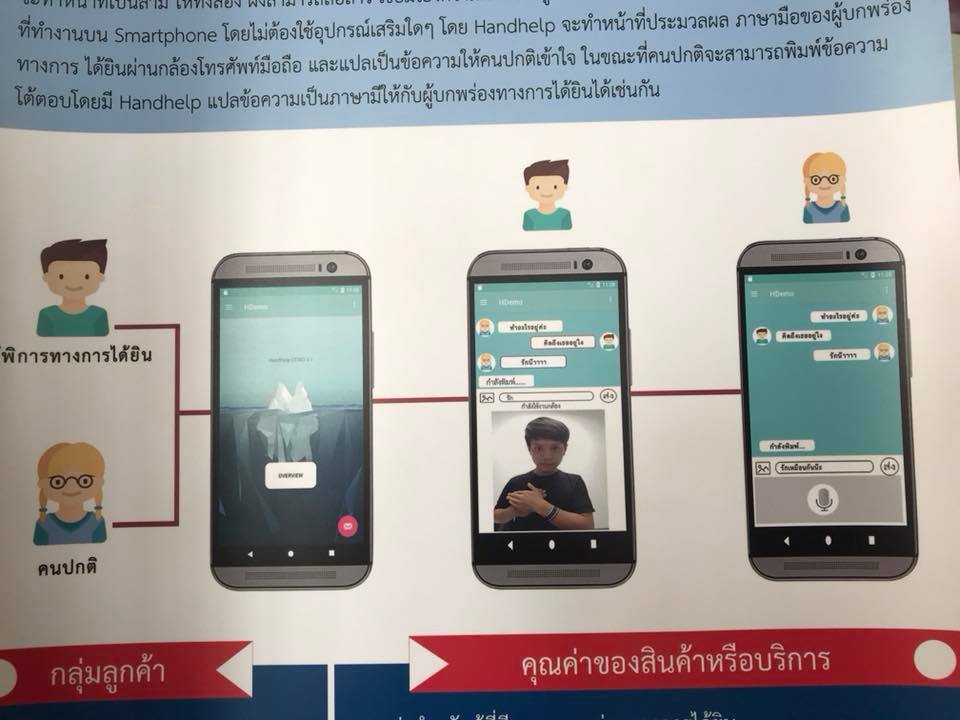 ที่ทำงานบน Smartphone โดยไม่ต้องใช้อุปกรณ์เสริมใดๆ โดย Handhelp จะทำหน้าที่ประมวลผล ภาษามือของผู้บกพร่อง
ทางการ ได้ยินผ่านกล้องโทรศัพท์มือถือ และแปลเป็นข้อความให้คนปกติเข้าใจ ในขณะที่คนปกติจะสามารถพิมพ์ข้อความ
โต้ตอบโดยมี Handhelp แปลข้อความเป็นภาษามือให้กับผู้บกพร่องทางการได้ยินได้เช่นกัน
พิการทางการได้ยิน
คนปกติ
HDemo
OVERVIEW
11:28
HDemo
ทำอะไรอยู่ค่ะ
คิดถึงเธออยู่ไง
รักน๊าาาา
กำลังพิมพ์......
รัก
ส่ง
กำลังใช้งานกล้อง
11:28
HDemo
ทำอะไรอยู่ค่ะ
คิดถึงเธออยู่ไง
รักน๊าาาา
กำลังพิมพ์...
รักเหมือนกันนะ
ส่ง
กลุ่มลูกค้า
คุณค่าของสินค้าหรือบริการ